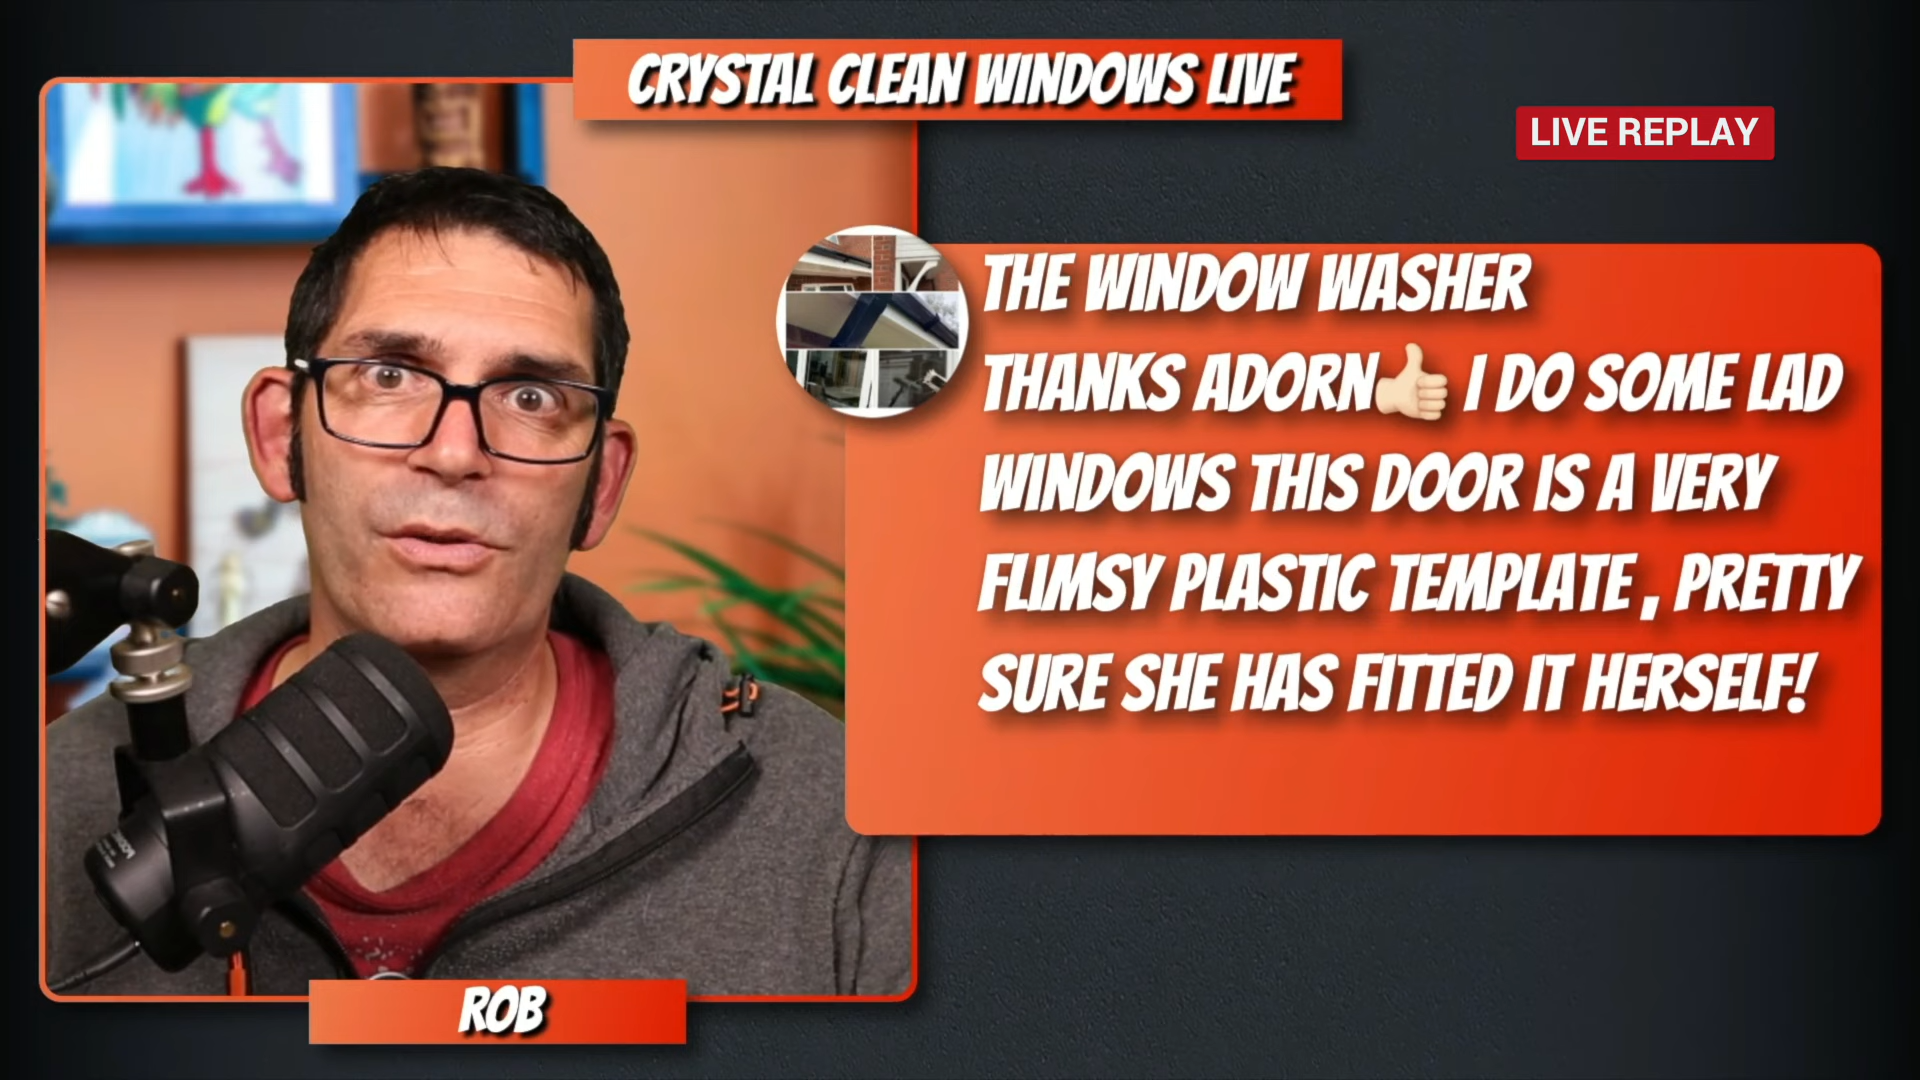 CRYSTAL CLEAN WINDOWS LIVE
LIVE REPLAY
THE WINDOW WASHER
THANKS ADORN👍🏻 I DO SOME LAD
WINDOWS THIS DOOR IS A VERY
FLIMSY PLASTIC TEMPLATE , PRETTY
SURE SHE HAS FITTED IT HERSELF!
ROB